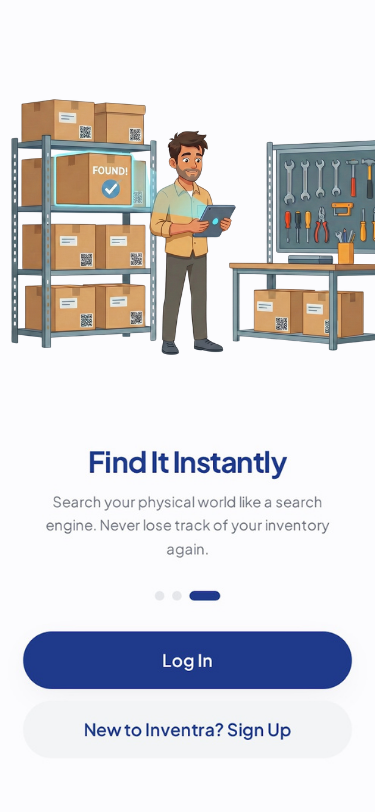 FOUND!
Find It Instantly
Search your physical world like a search
engine. Never lose track of your inventory
again.
Log In
New to Inventra? Sign Up